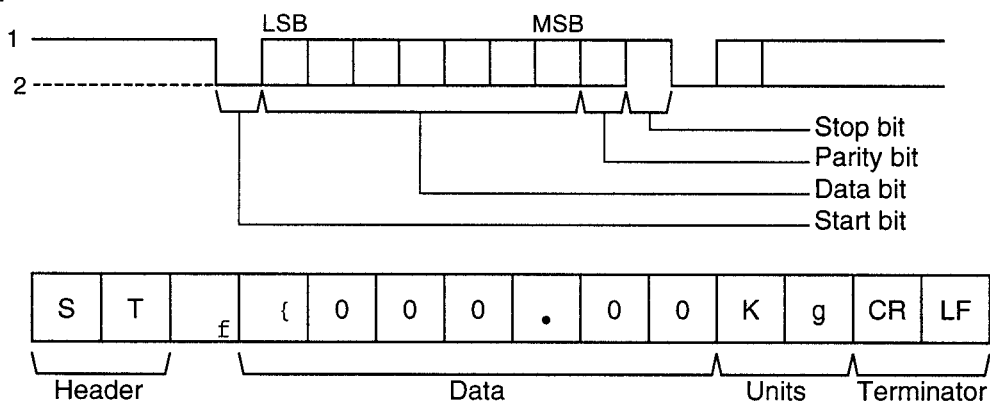 LSB MSB
1
2
Stop bit
Parity bit
Data bit
Start bit
S T f { 0 0 0 . 0 0 K g CR LF
Header Data Units Terminator